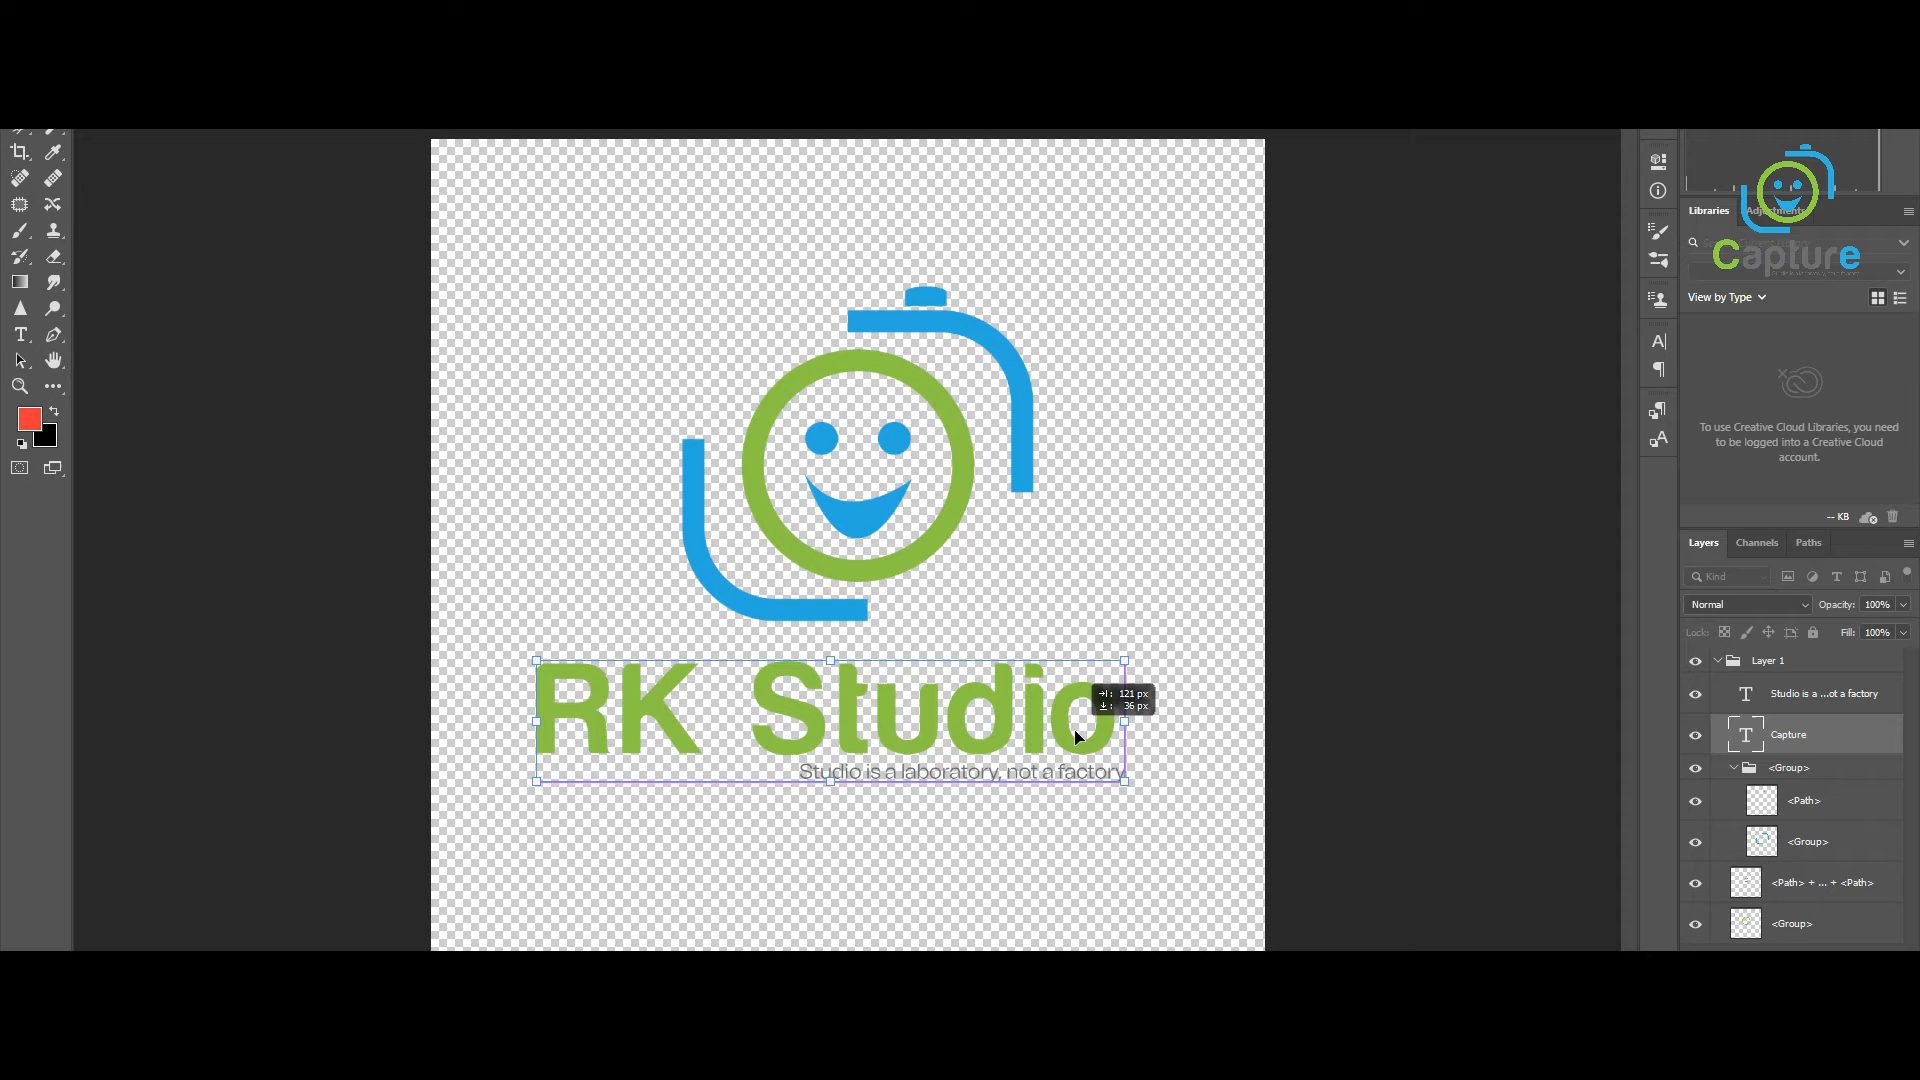 RK Studio
Studio is a laboratory, not a factory
→|: 121 px
↓: 36 px
Capture
Libraries
Adjustments
View by Type
To use Creative Cloud Libraries, you need
to be logged into a Creative Cloud
account.
-- KB
Layers Channels Paths
Kind
Normal Opacity: 100%
Lock: Fill: 100%
Layer 1
Studio is a ...ot a factory
Capture
<Group>
<Path>
<Group>
<Path> + ... + <Path>
<Group>